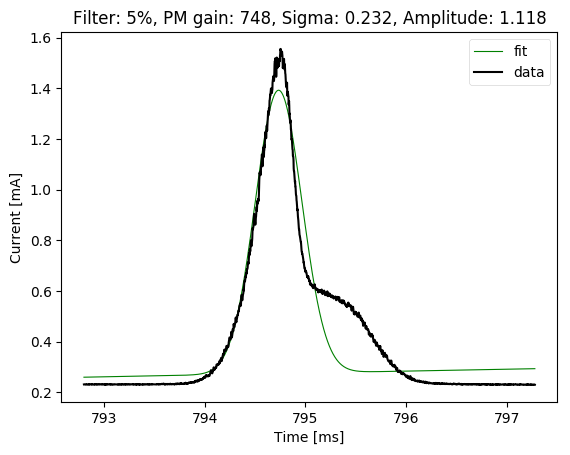 Filter: 5%, PM gain: 748, Sigma: 0.232, Amplitude: 1.118
fit
data
1.6
1.4
1.2
1.0
0.8
0.6
0.4
0.2
Current [mA]
793
794
795
796
797
Time [ms]